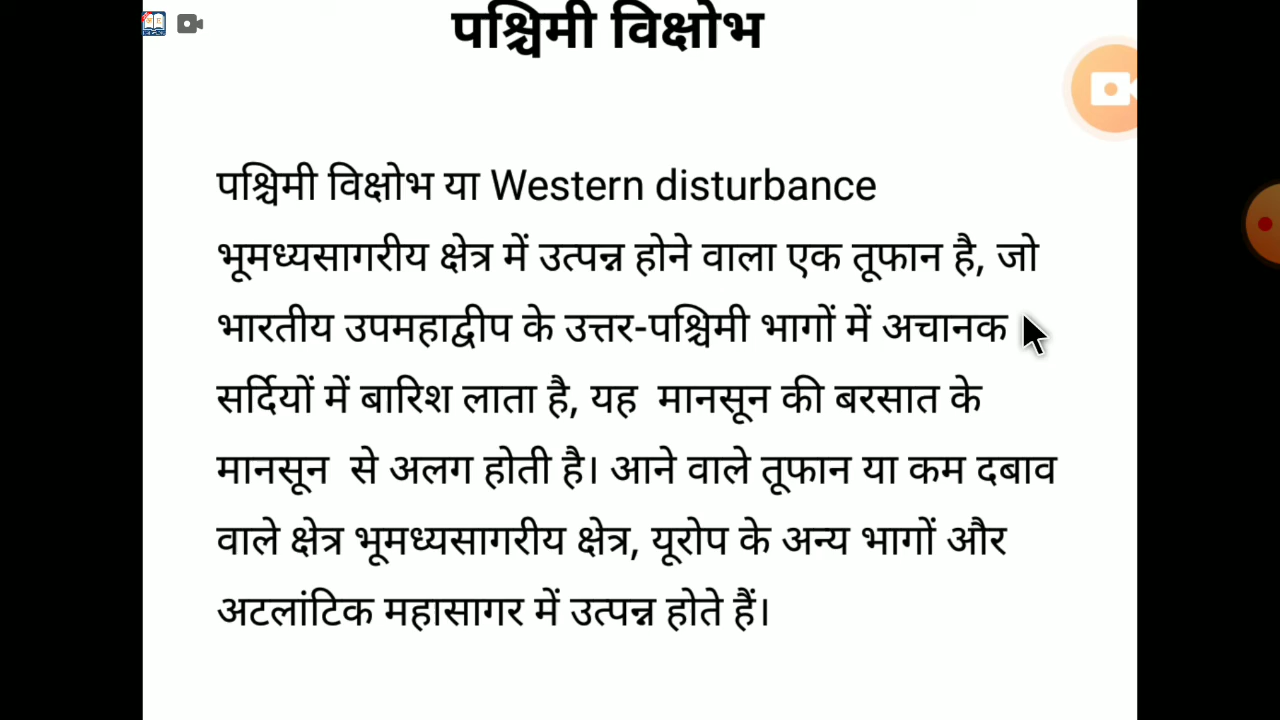 पश्चिमी विक्षोभ
पश्चिमी विक्षोभ या Western disturbance
भूमध्यसागरीय क्षेत्र में उत्पन्न होने वाला एक तूफान है, जो
भारतीय उपमहाद्वीप के उत्तर-पश्चिमी भागों में अचानक
सर्दियों में बारिश लाता है, यह मानसून की बरसात के
मानसून से अलग होती है। आने वाले तूफान या कम दबाव
वाले क्षेत्र भूमध्यसागरीय क्षेत्र, यूरोप के अन्य भागों और
अटलांटिक महासागर में उत्पन्न होते हैं।